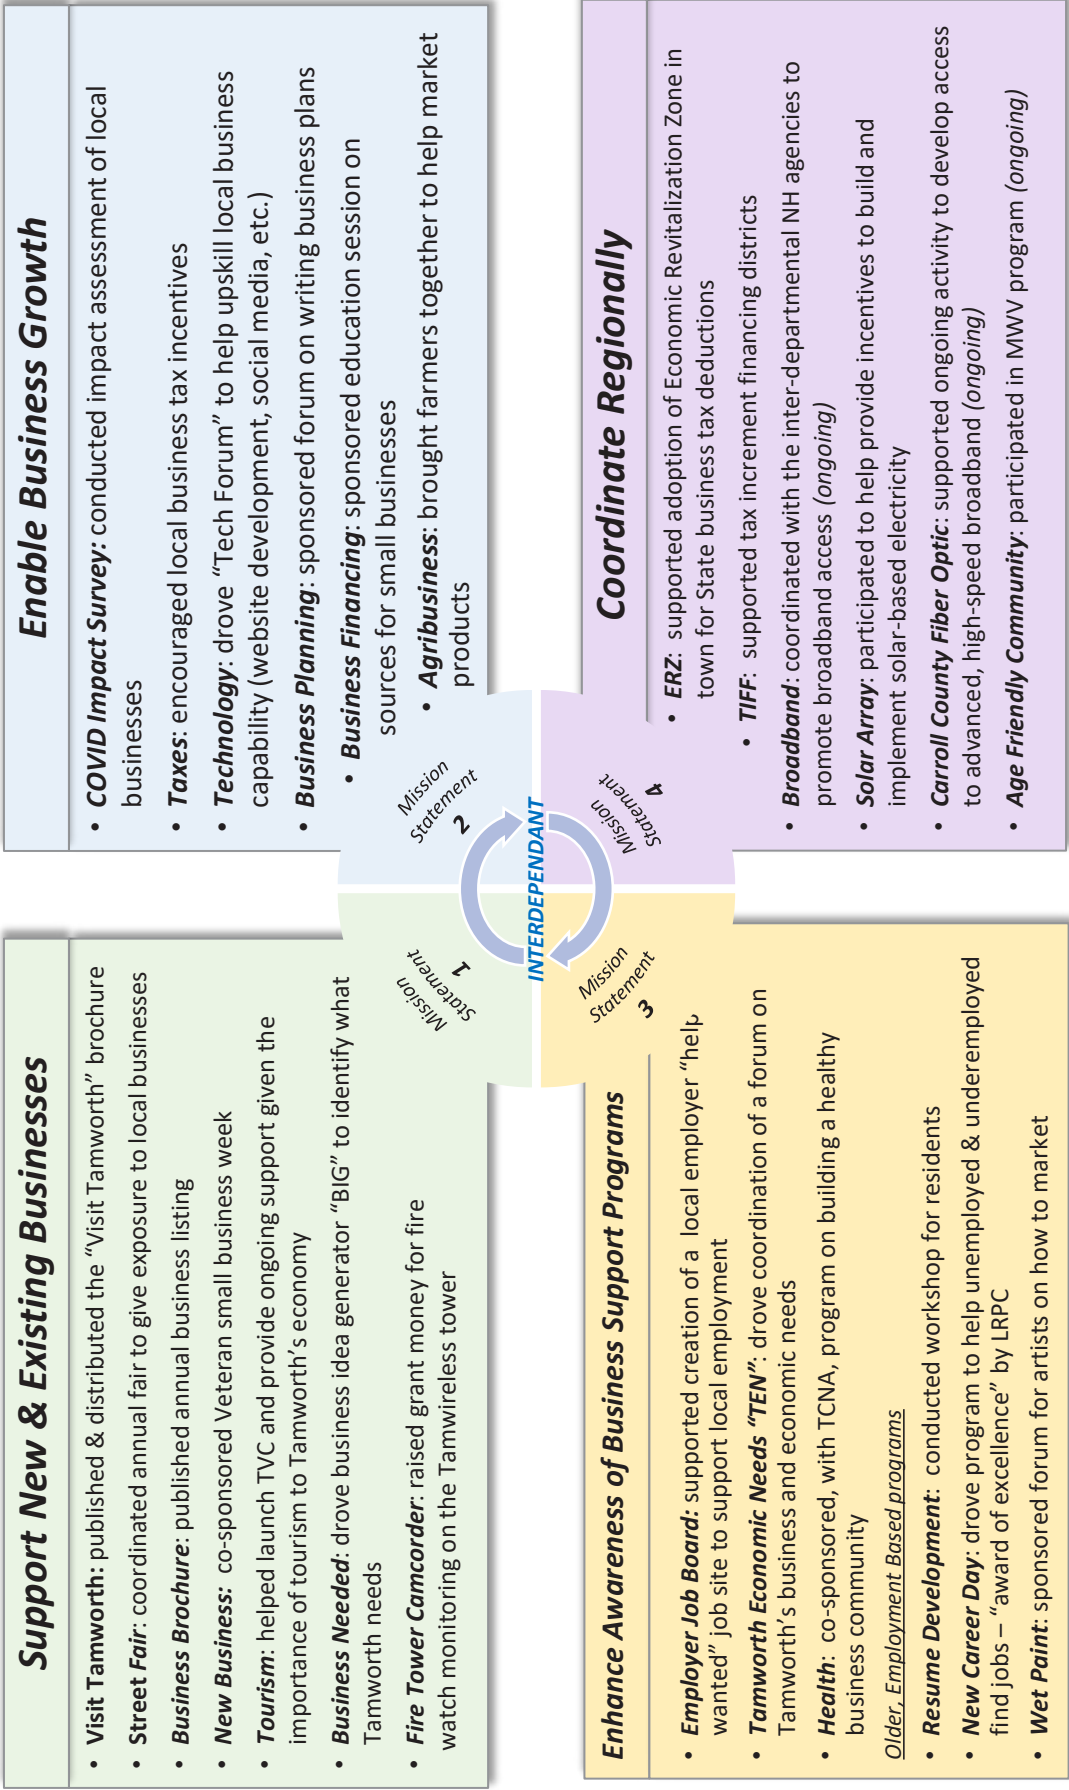 Support New & Existing Businesses
• Visit Tamworth: published & distributed the “Visit Tamworth” brochure
• Street Fair: coordinated annual fair to give exposure to local businesses
• Business Brochure: published annual business listing
• New Business: co-sponsored Veteran small business week
• Tourism: helped launch TVC and provide ongoing support given the
importance of tourism to Tamworth’s economy
• Business Needed: drove business idea generator “BIG” to identify what
Tamworth needs
• Fire Tower Camcorder: raised grant money for fire
watch monitoring on the Tamwireless tower
Enable Business Growth
• COVID Impact Survey: conducted impact assessment of local
businesses
• Taxes: encouraged local business tax incentives
• Technology: drove “Tech Forum” to help upskill local business
capability (website development, social media, etc.)
• Business Planning: sponsored forum on writing business plans
• Business Financing: sponsored education session on
sources for small businesses
• Agribusiness: brought farmers together to help market
products
Mission
Statement
1
Mission
Statement
2
INTERDEPENDANT
Mission
Statement
3
Mission
Statement
4
Enhance Awareness of Business Support Programs
• Employer Job Board: supported creation of a local employer “help
wanted” job site to support local employment
• Tamworth Economic Needs “TEN”: drove coordination of a forum on
Tamworth’s business and economic needs
• Health: co-sponsored, with TCNA, program on building a healthy
business community
Older, Employment Based programs
• Resume Development: conducted workshop for residents
• New Career Day: drove program to help unemployed & underemployed
find jobs – “award of excellence” by LRPC
• Wet Paint: sponsored forum for artists on how to market
Coordinate Regionally
• ERZ: supported adoption of Economic Revitalization Zone in
town for State business tax deductions
• TIFF: supported tax increment financing districts
• Broadband: coordinated with the inter-departmental NH agencies to
promote broadband access (ongoing)
• Solar Array: participated to help provide incentives to build and
implement solar-based electricity
• Carroll County Fiber Optic: supported ongoing activity to develop access
to advanced, high-speed broadband (ongoing)
• Age Friendly Community: participated in MWV program (ongoing)